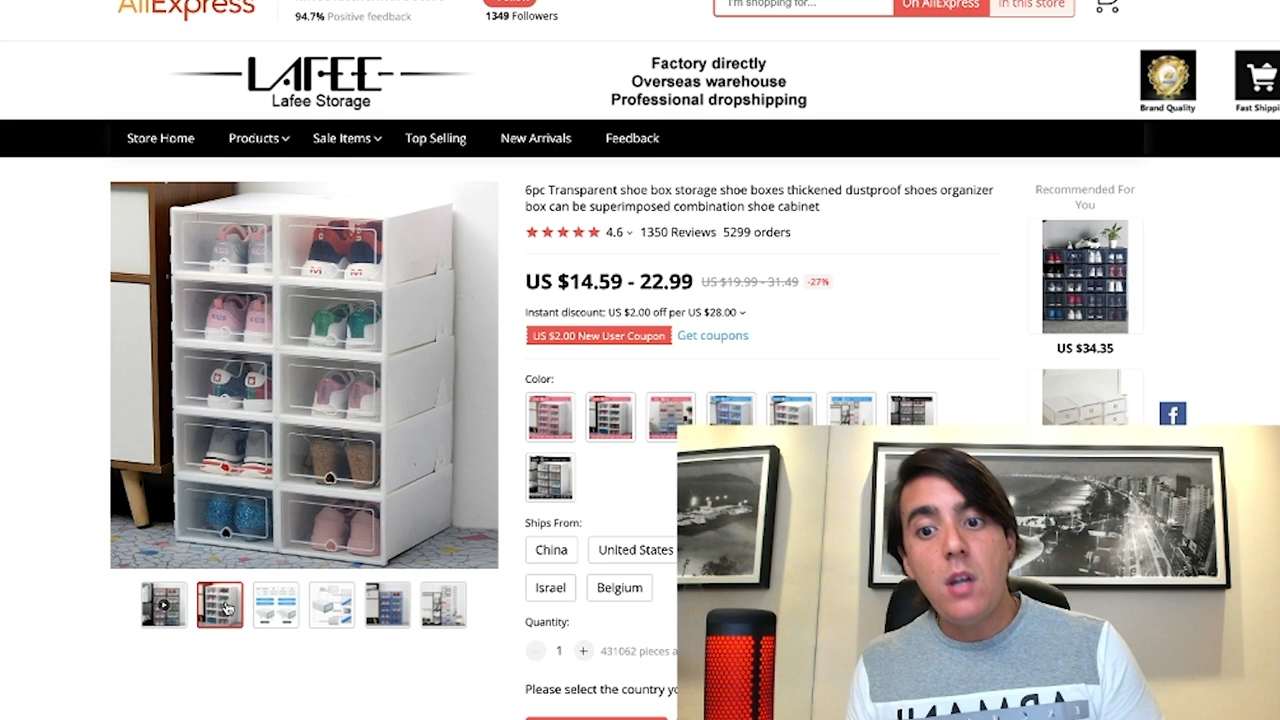 AliExpress
94.7% Positive feedback
1349 Followers
I'm shopping for...
On AliExpress
In this store
LAFEE
Lafee Storage
Factory directly
Overseas warehouse
Professional dropshipping
Brand Quality
Fast Shippi
Store Home
Products
Sale Items
Top Selling
New Arrivals
Feedback
6pc Transparent shoe box storage shoe boxes thickened dustproof shoes organizer
box can be superimposed combination shoe cabinet
4.6
1350 Reviews
5299 orders
US $14.59 - 22.99
US $19.99 - 31.49
-27%
Instant discount: US $2.00 off per US $28.00
US $2.00 New User Coupon
Get coupons
Color:
Ships From:
China
United States
Israel
Belgium
Quantity:
1
431062 pieces a
Please select the country yo
Recommended For
You
US $34.35
f